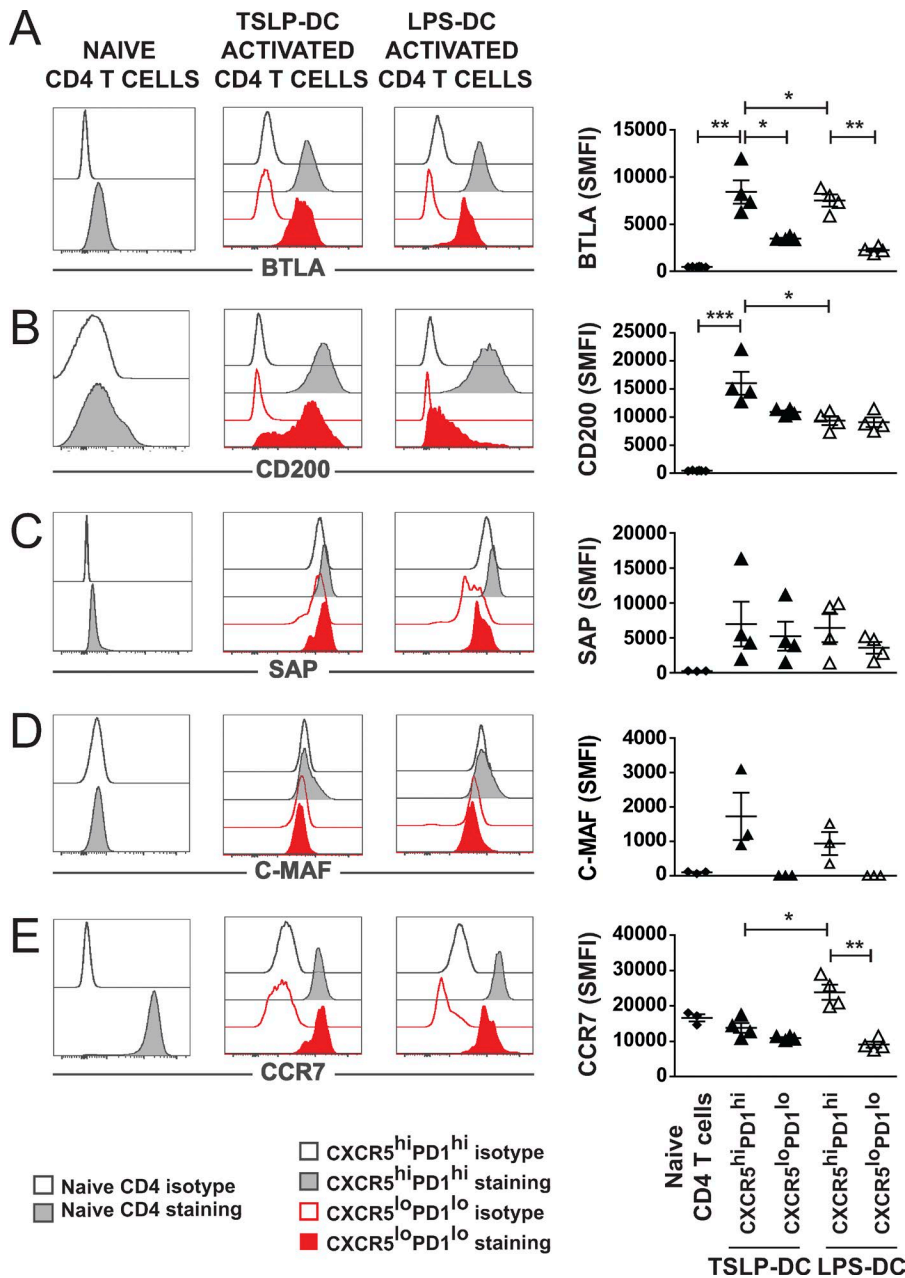 A
NAIVE
CD4 T CELLS
TSLP-DC
ACTIVATED
CD4 T CELLS
LPS-DC
ACTIVATED
CD4 T CELLS
BTLA
BTLA (SMFI)
15000
10000
5000
0
** * * **
B
CD200
CD200 (SMFI)
25000
20000
15000
10000
5000
0
*** *
C
SAP
SAP (SMFI)
20000
15000
10000
5000
0
D
C-MAF
C-MAF (SMFI)
4000
3000
2000
1000
0
E
CCR7
CCR7 (SMFI)
40000
30000
20000
10000
0
* **
Naive
CD4 T cells
CXCR5hiPD1hi
CXCR5loPD1lo
CXCR5hiPD1hi
CXCR5loPD1lo
TSLP-DC LPS-DC
Naive CD4 isotype
Naive CD4 staining
CXCR5hiPD1hi isotype
CXCR5hiPD1hi staining
CXCR5loPD1lo isotype
CXCR5loPD1lo staining